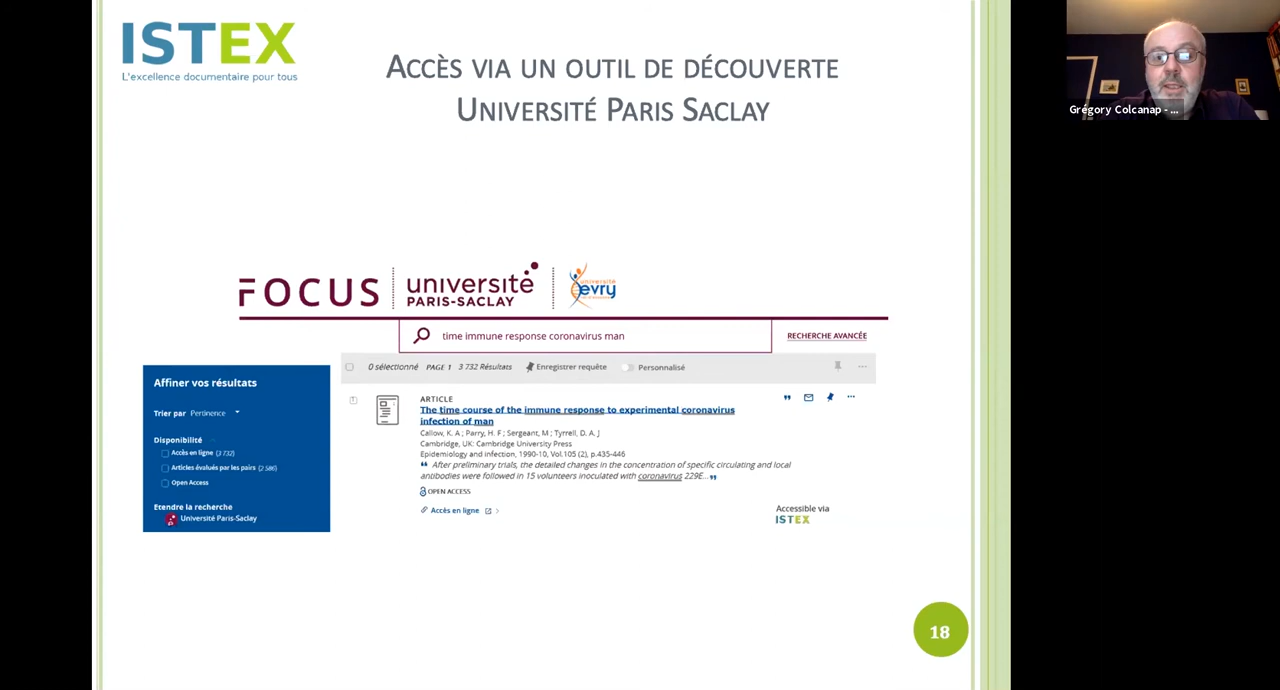 ISTEX
L'excellence documentaire pour tous
ACCÈS VIA UN OUTIL DE DÉCOUVERTE
UNIVERSITÉ PARIS SACLAY
Grégory Colcanap - ...
FOCUS
université
PARIS-SACLAY
université
evry
time immune response coronavirus man
RECHERCHE AVANCÉE
0 sélectionné PAGE 1 3 732 Résultats Enregistrer requête Personnalisé
Affiner vos résultats
Trier par Pertinence
Disponibilité
Accès en ligne (3 732)
Articles évalués par les pairs (2 586)
Open Access
Etendre la recherche
Université Paris-Saclay
1
ARTICLE
The time course of the immune response to experimental coronavirus
infection of man
Callow, K. A ; Parry, H. F ; Sergeant, M ; Tyrrell, D. A. J
Cambridge, UK: Cambridge University Press
Epidemiology and infection, 1990-10, Vol.105 (2), p.435-446
❝ After preliminary trials, the detailed changes in the concentration of specific circulating and local
antibodies were followed in 15 volunteers inoculated with coronavirus 229E... ❞
OPEN ACCESS
Accès en ligne
Accessible via
ISTEX
18